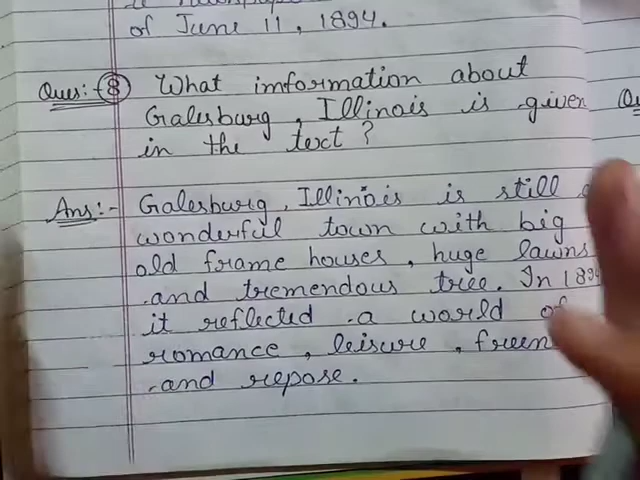 of June 11, 1894.
Ques:- 8 What imformation about
Galesburg, Illinois is given
in the text?
Ans:- Galesburg, Illinois is still
wonderful town with big
old frame houses, huge lawns
and tremendous tree. In 1894
it reflected a world of
romance, leisure,
and repose.